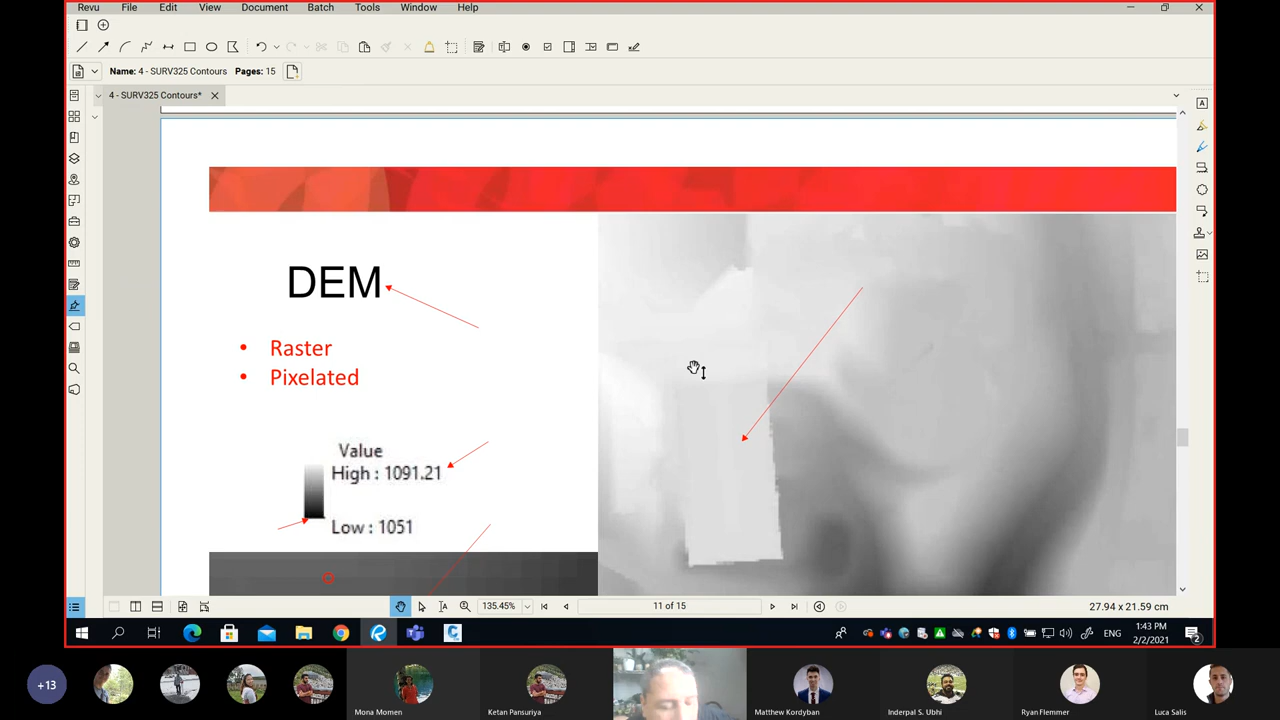 Revu File Edit View Document Batch Tools Window Help
Name: 4 - SURV325 Contours Pages: 15
4 - SURV325 Contours*
DEM
• Raster
• Pixelated
Value
High : 1091.21
Low : 1051
135.45% 11 of 15 27.94 x 21.59 cm
ENG 1:43 PM
2/2/2021
2
+13
Mona Momen Ketan Pansuriya Matthew Kordyban Inderpal S. Ubhi Ryan Flemmer Luca Salis